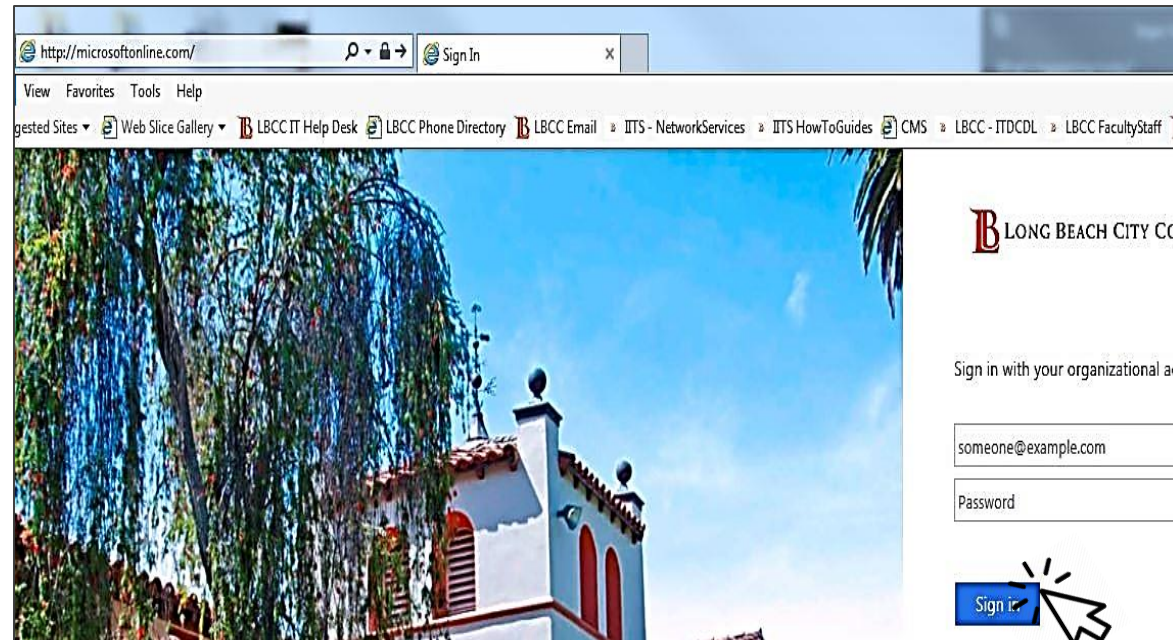 http://microsoftonline.com/ Sign In
View Favorites Tools Help
gested Sites Web Slice Gallery LBCC IT Help Desk LBCC Phone Directory LBCC Email IITS - NetworkServices IITS HowToGuides CMS LBCC - ITDCDL LBCC FacultyStaff
LONG BEACH CITY CO
Sign in with your organizational a
someone@example.com
Password
Sign in